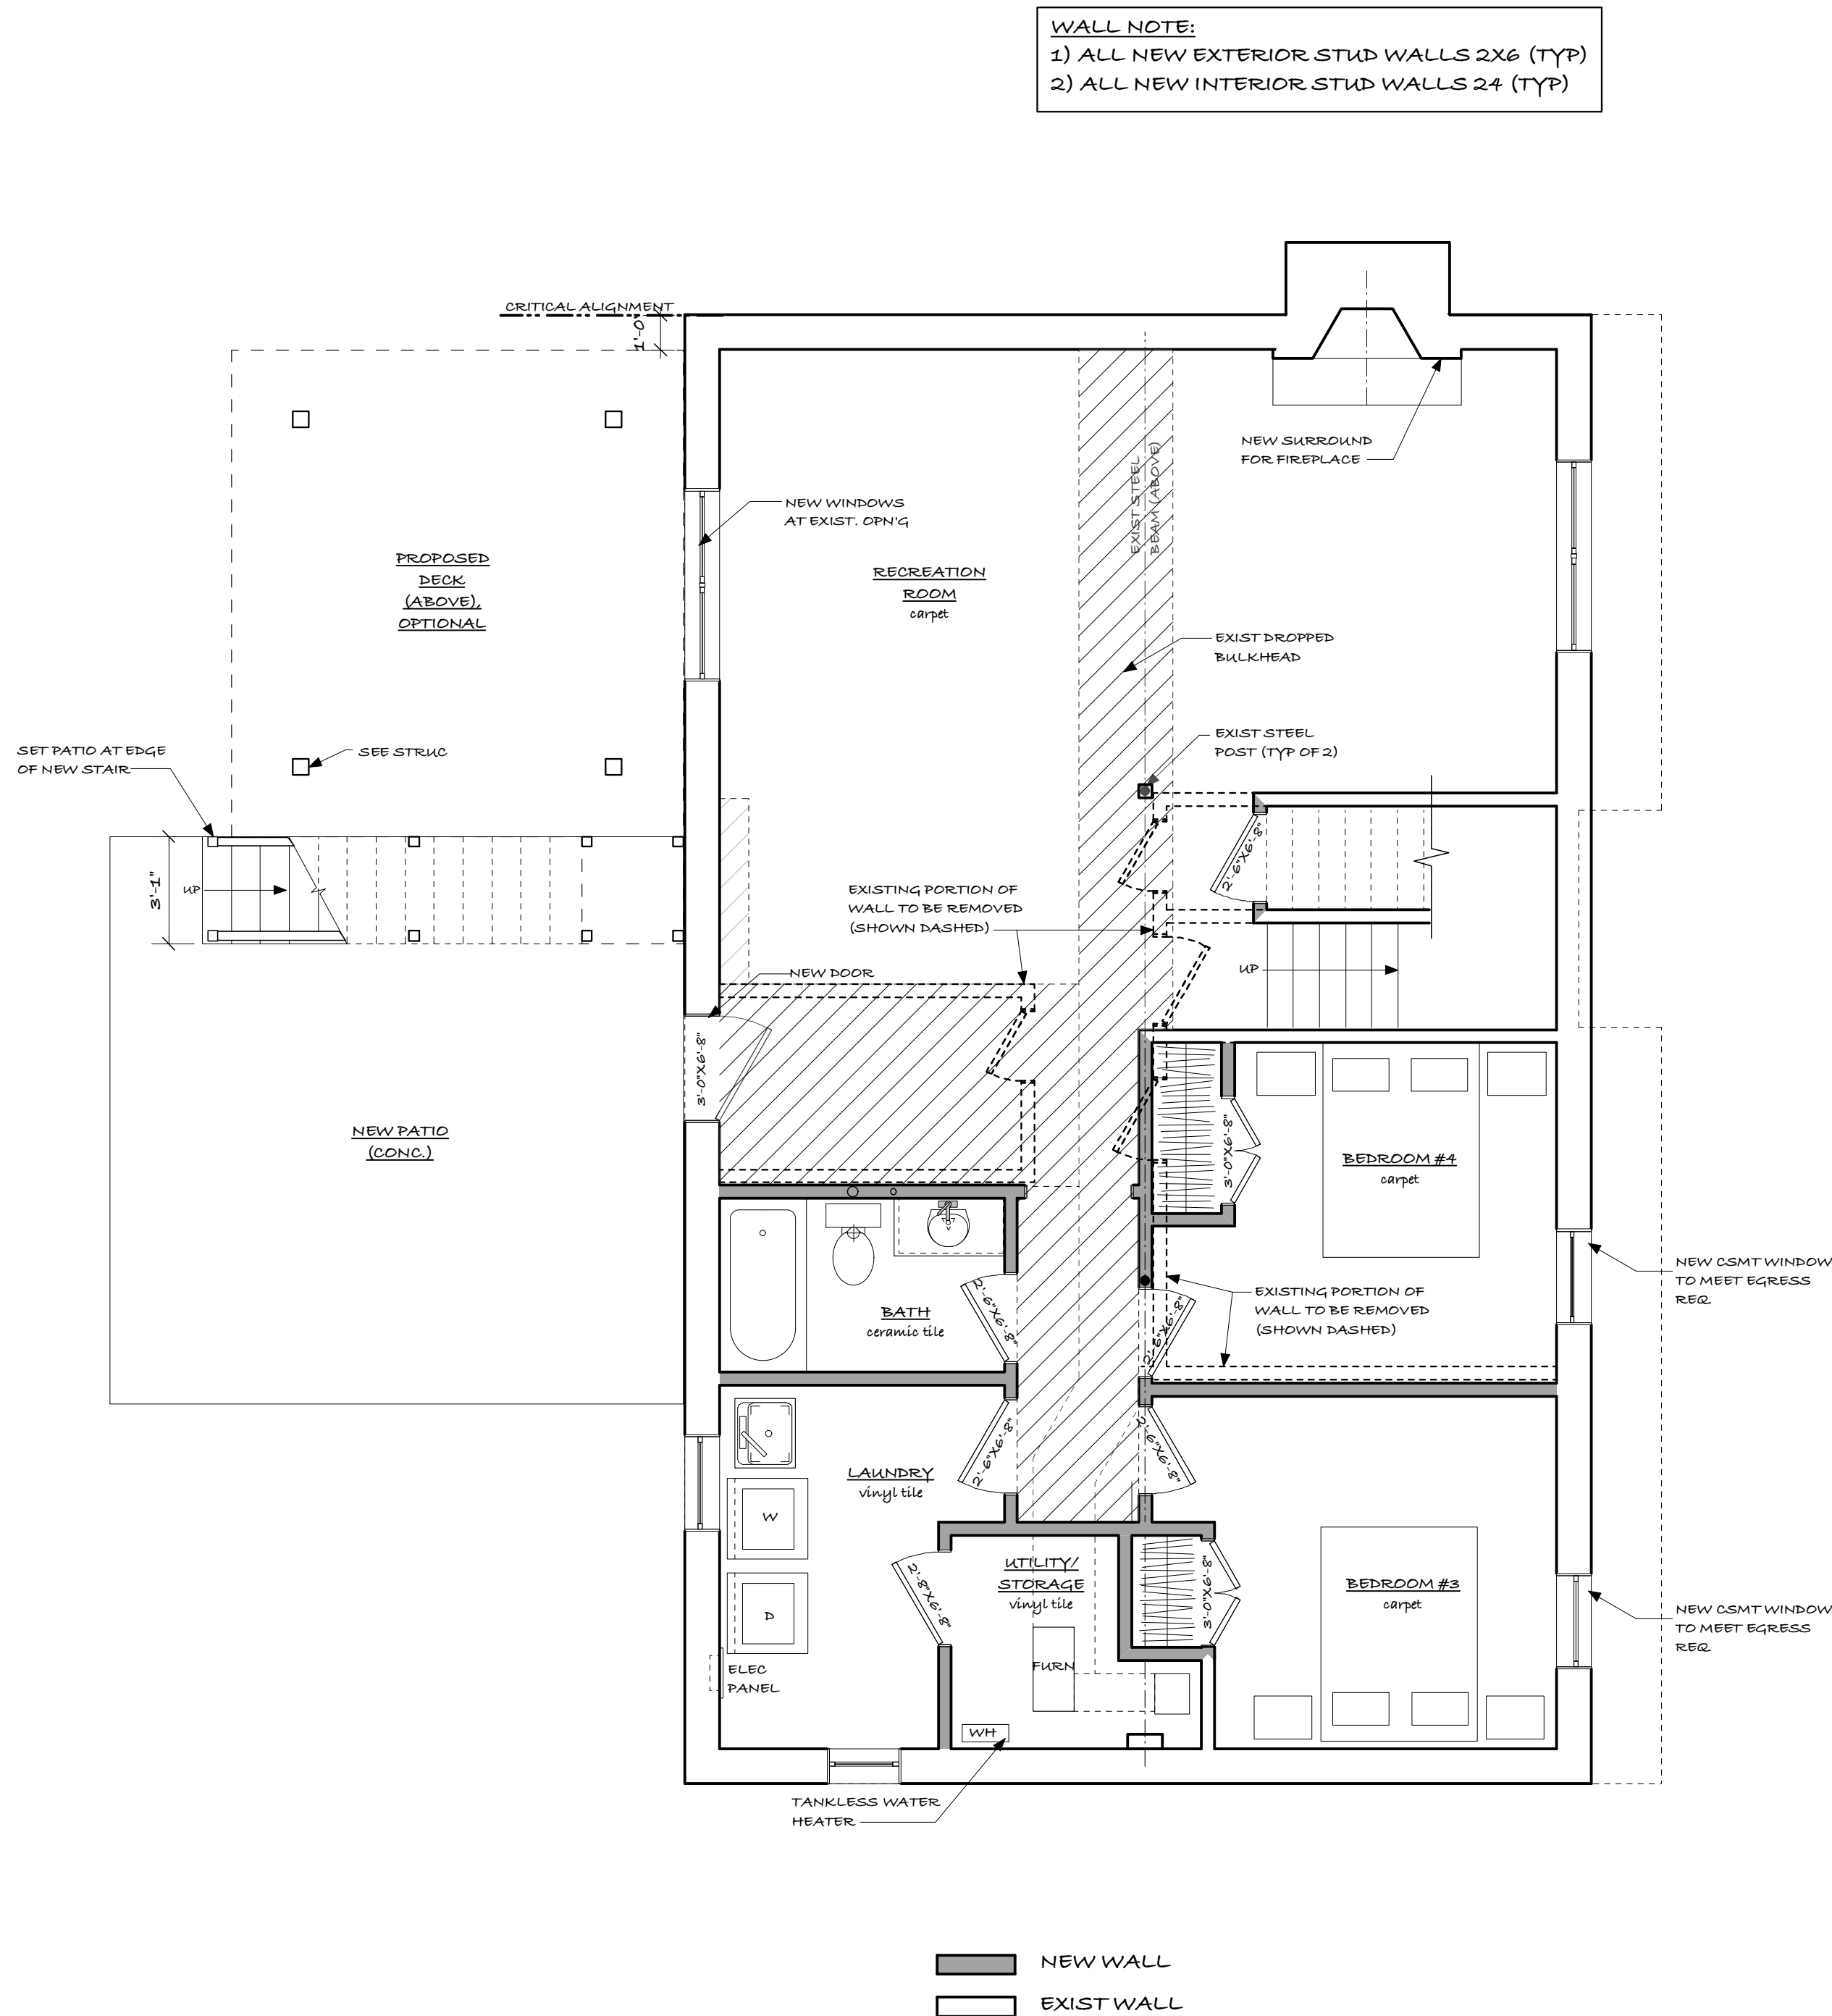 WALL NOTE:
1) ALL NEW EXTERIOR STUD WALLS 2X6 (TYP)
2) ALL NEW INTERIOR STUD WALLS 24 (TYP)
CRITICAL ALIGNMENT
1'-0"
NEW SURROUND
FOR FIREPLACE
EXIST STEEL
BEAM (ABOVE)
NEW WINDOWS
AT EXIST. OPN'G
PROPOSED
DECK
(ABOVE),
OPTIONAL
RECREATION
ROOM
carpet
EXIST DROPPED
BULKHEAD
SET PATIO AT EDGE
OF NEW STAIR
SEE STRUC
EXIST STEEL
POST (TYP OF 2)
2'-6"X6'-8"
3'-1"
UP
EXISTING PORTION OF
WALL TO BE REMOVED
(SHOWN DASHED)
NEW DOOR
UP
3'-0"X6'-8"
NEW PATIO
(CONC.)
3'-0"X6'-8"
BEDROOM #4
carpet
NEW CSMT WINDOW
TO MEET EGRESS
REQ.
EXISTING PORTION OF
WALL TO BE REMOVED
(SHOWN DASHED)
BATH
ceramic tile
2'-6"X6'-8"
2'-6"X6'-8"
2'-6"X6'-8"
2'-6"X6'-8"
LAUNDRY
vinyl tile
W
D
ELEC
PANEL
2'-8"X6'-8"
UTILITY/
STORAGE
vinyl tile
FURN
WH
3'-0"X6'-8"
BEDROOM #3
carpet
NEW CSMT WINDOW
TO MEET EGRESS
REQ.
TANKLESS WATER
HEATER
NEW WALL
EXIST WALL